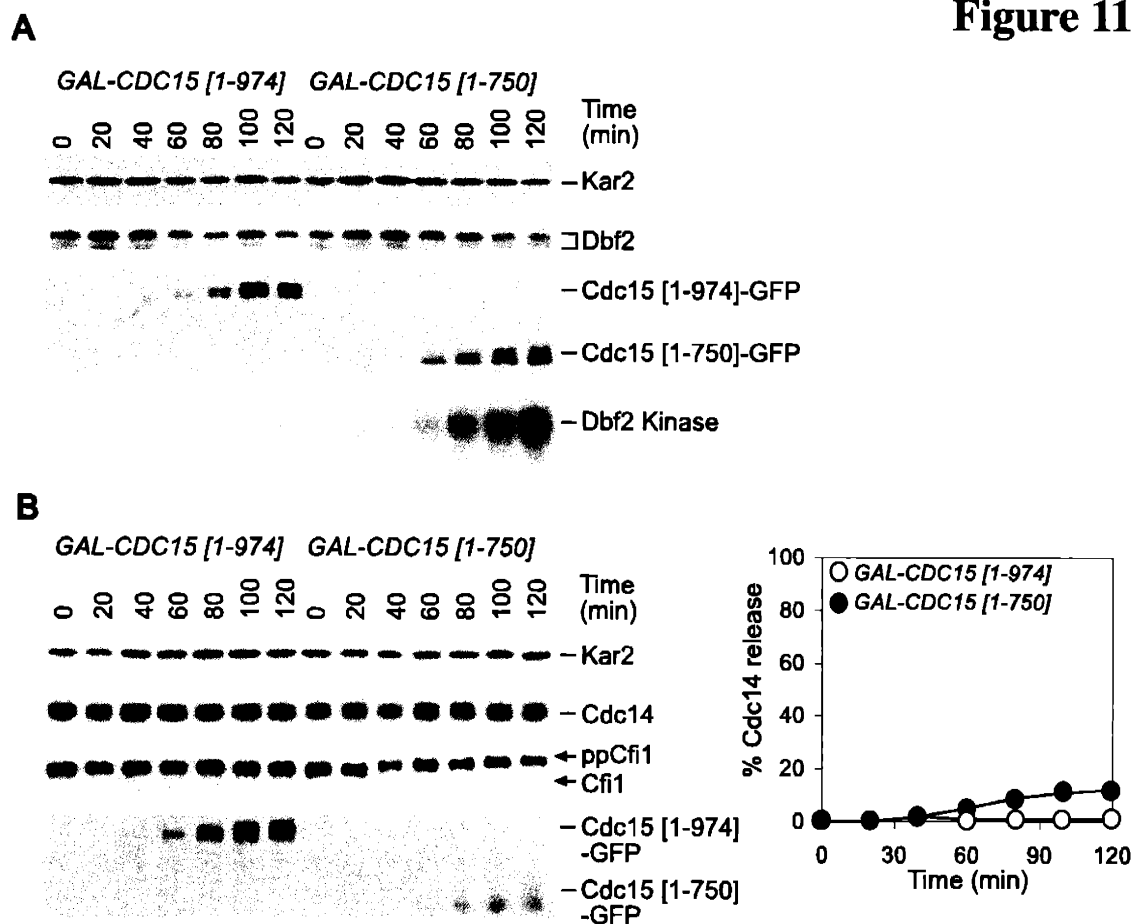 Figure 11
A
GAL-CDC15 [1-974] GAL-CDC15 [1-750]
0 20 40 60 80 100 120 0 20 40 60 80 100 120 Time (min)
Kar2
Dbf2
Cdc15 [1-974]-GFP
Cdc15 [1-750]-GFP
Dbf2 Kinase
B
GAL-CDC15 [1-974] GAL-CDC15 [1-750]
0 20 40 60 80 100 120 0 20 40 60 80 100 120 Time (min)
Kar2
Cdc14
ppCfi1
Cfi1
Cdc15 [1-974]
-GFP
Cdc15 [1-750]
-GFP
% Cdc14 release
100
80
60
40
20
0
GAL-CDC15 [1-974]
GAL-CDC15 [1-750]
0 30 60 90 120
Time (min)